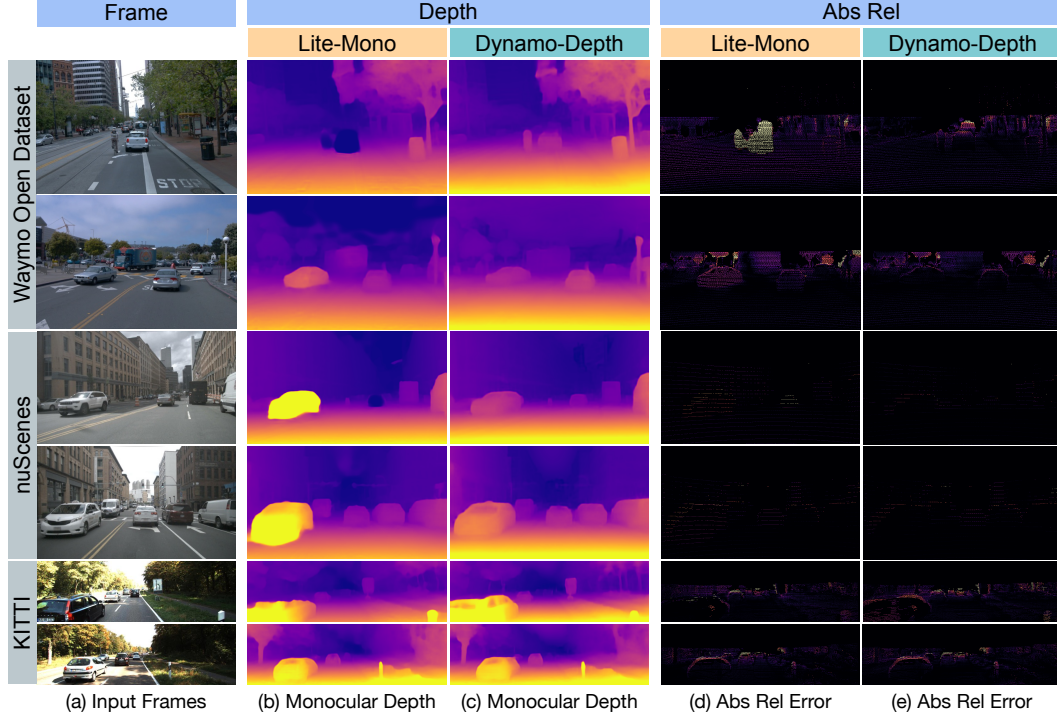 Frame
Depth
Abs Rel
Lite-Mono
Dynamo-Depth
Lite-Mono
Dynamo-Depth
Waymo Open Dataset
STOP
nuScenes
KITTI
(a) Input Frames
(b) Monocular Depth
(c) Monocular Depth
(d) Abs Rel Error
(e) Abs Rel Error